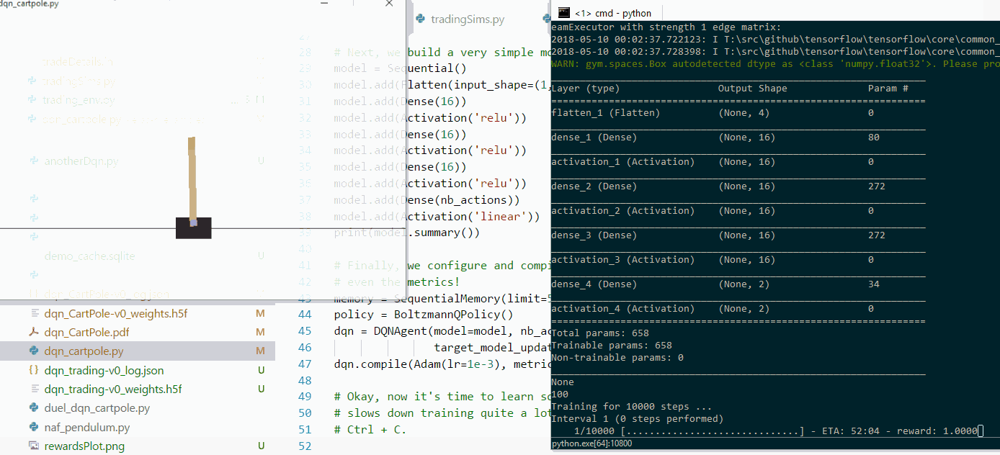 dqn_cartpole.py
tradeDetails.in
tradingSims.py
trading_env.py ... 3 M
dqn_cartpole.py
anotherDqn.py U
demo_cache.sqlite U
dqn_CartPole-v0_log.json
dqn_CartPole-v0_weights.h5f M
dqn_CartPole.pdf M
dqn_cartpole.py M
dqn_trading-v0_log.json U
dqn_trading-v0_weights.h5f U
duel_dqn_cartpole.py
naf_pendulum.py
rewardsPlot.png U
tradingSims.py
27
28 # Next, we build a very simple mo
29 model = Sequential()
30 model.add(Flatten(input_shape=(1,
31 model.add(Dense(16))
32 model.add(Activation('relu'))
33 model.add(Dense(16))
34 model.add(Activation('relu'))
35 model.add(Dense(16))
36 model.add(Activation('relu'))
37 model.add(Dense(nb_actions))
38 model.add(Activation('linear'))
39 print(model.summary())
40
41 # Finally, we configure and compi
42 # even the metrics!
43 memory = SequentialMemory(limit=5
44 policy = BoltzmannQPolicy()
45 dqn = DQNAgent(model=model, nb_ac
46 target_model_updat
47 dqn.compile(Adam(lr=1e-3), metric
48
49 # Okay, now it's time to learn so
50 # slows down training quite a lot
51 # Ctrl + C.
52
<1> cmd - python
eamExecutor with strength 1 edge matrix:
2018-05-10 00:02:37.722123: I T:\src\github\tensorflow\tensorflow\core\common_
2018-05-10 00:02:37.728398: I T:\src\github\tensorflow\tensorflow\core\common_
WARN: gym.spaces.Box autodetected dtype as <class 'numpy.float32'>. Please pro
Layer (type) Output Shape Param #
=================================================================
flatten_1 (Flatten) (None, 4) 0
dense_1 (Dense) (None, 16) 80
activation_1 (Activation) (None, 16) 0
dense_2 (Dense) (None, 16) 272
activation_2 (Activation) (None, 16) 0
dense_3 (Dense) (None, 16) 272
activation_3 (Activation) (None, 16) 0
dense_4 (Dense) (None, 2) 34
activation_4 (Activation) (None, 2) 0
=================================================================
Total params: 658
Trainable params: 658
Non-trainable params: 0
None
100
Training for 10000 steps ...
Interval 1 (0 steps performed)
1/10000 [..............................] - ETA: 52:04 - reward: 1.0000
python.exe[64]:10800